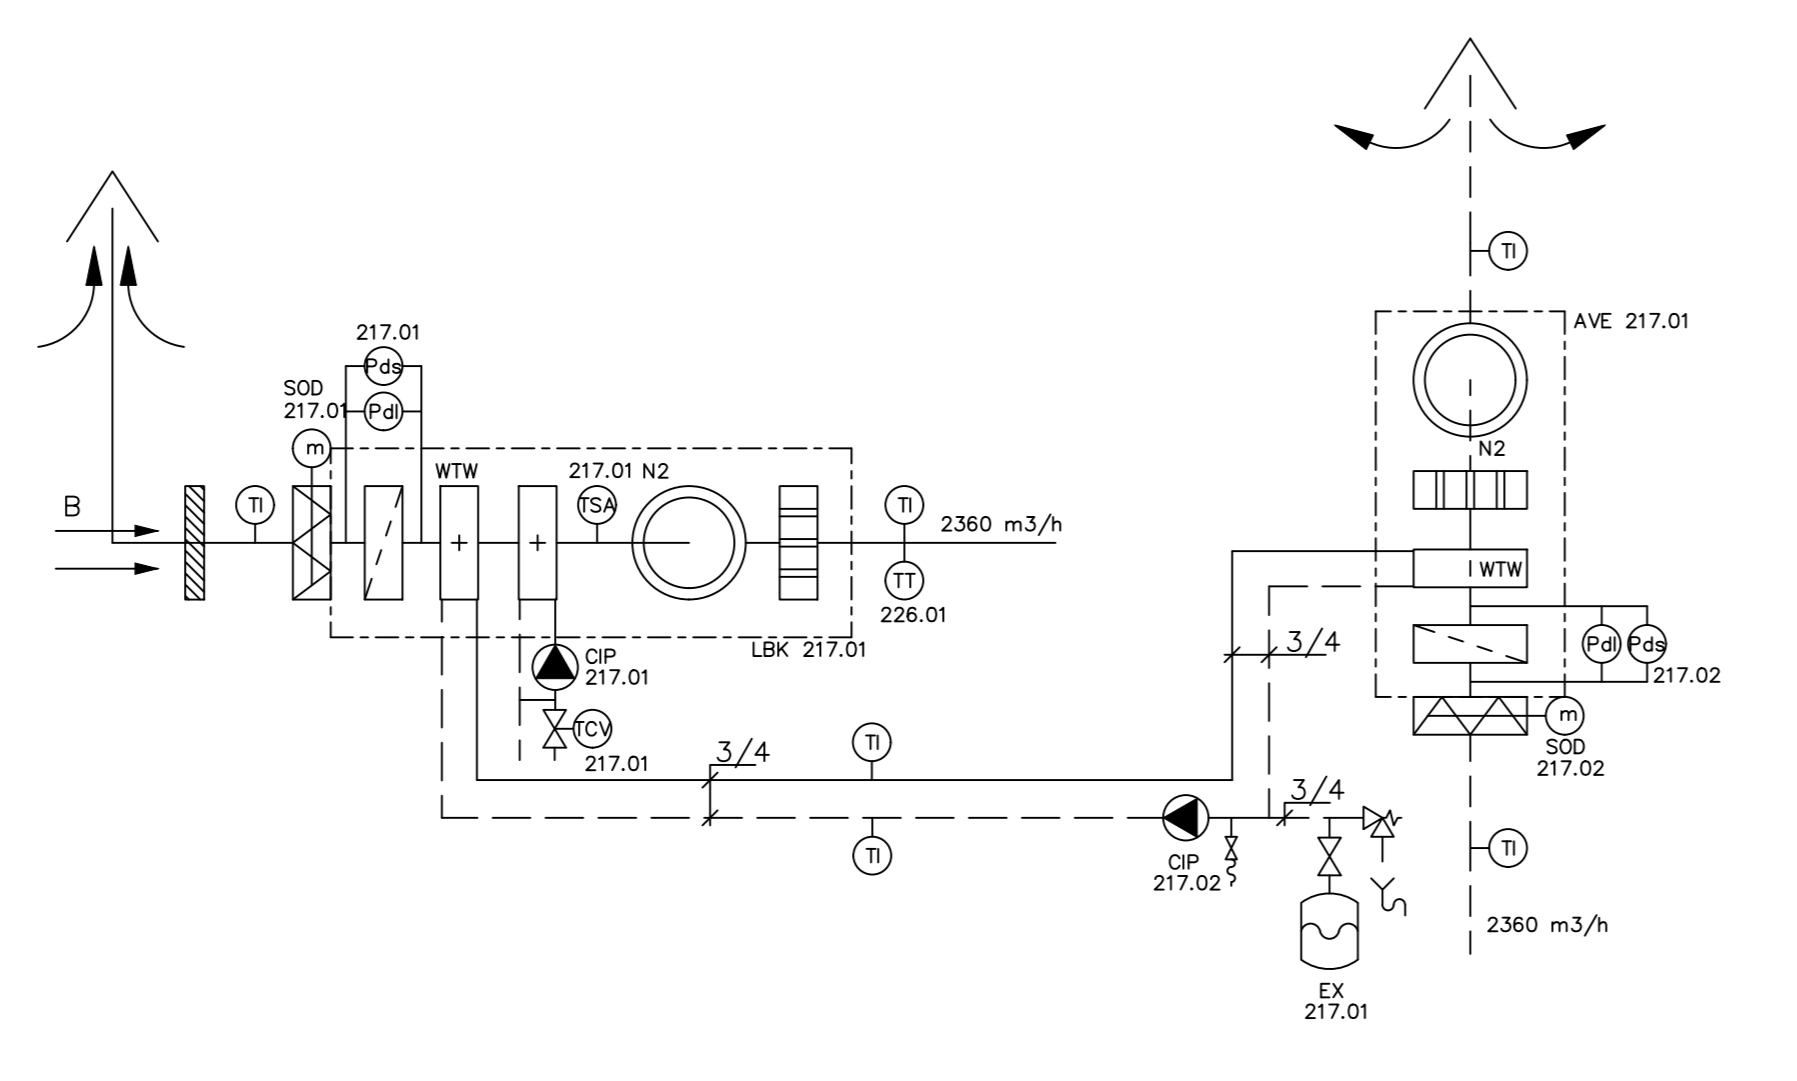 TI
AVE 217.01
217.01
Pds
SOD
217.01
Pdl
m
N2
WTW
217.01 N2
B
TI
TSA
TI
2360 m3/h
WTW
TT
226.01
3/4
Pdl
Pds
LBK 217.01
CIP
217.01
217.02
m
TCV
217.01
3/4
TI
SOD
217.02
3/4
TI
CIP
217.02
TI
2360 m3/h
EX
217.01